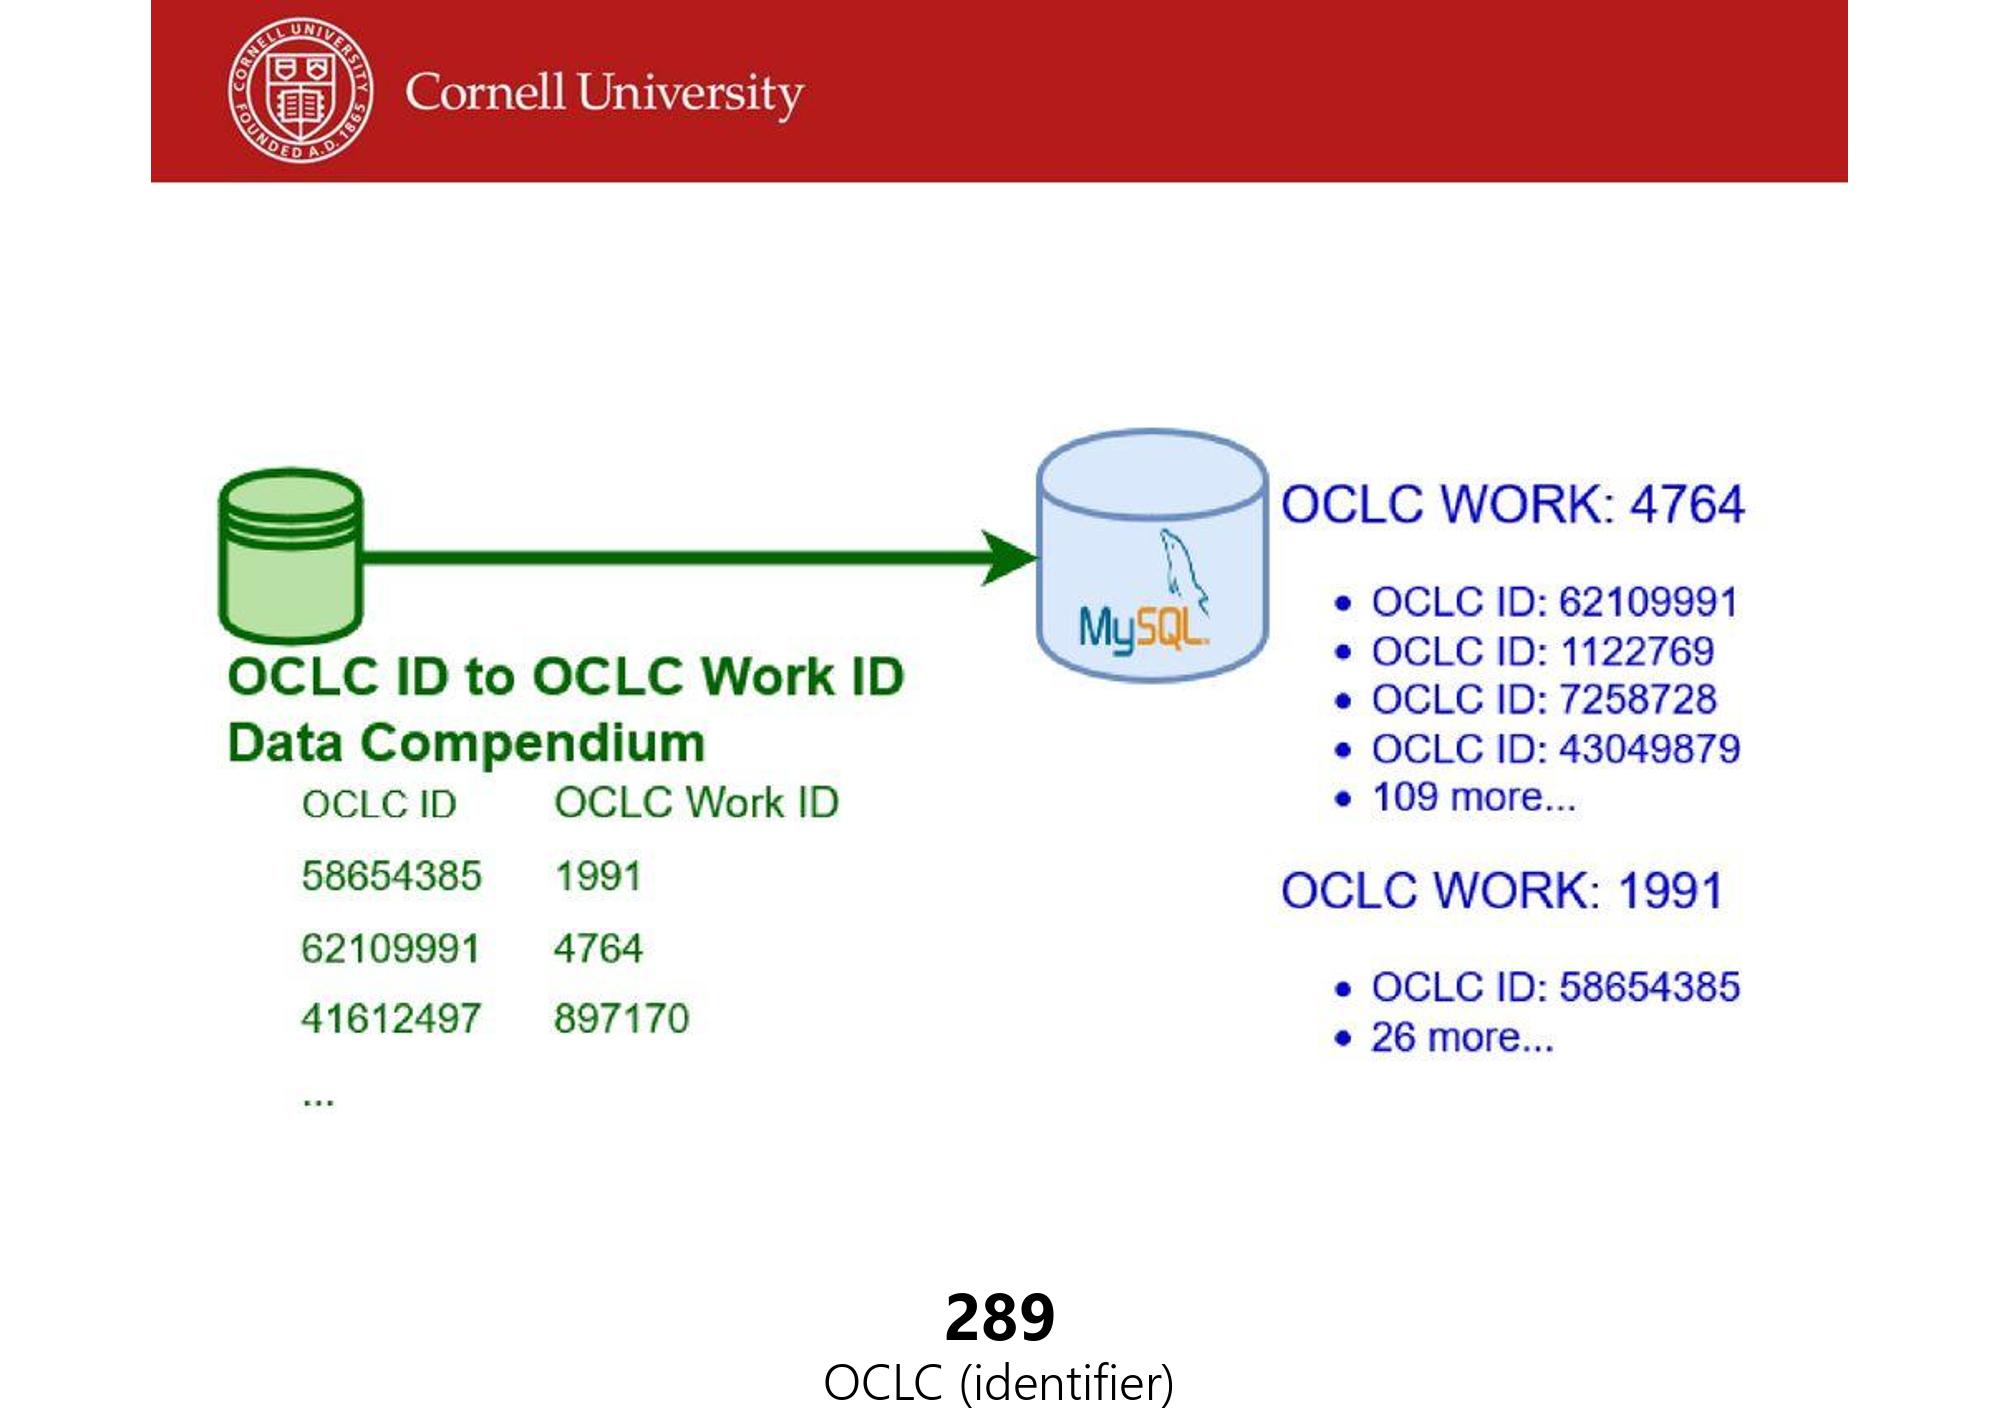 CORNELL UNIVERSITY
FOUNDED A.D. 1865
Cornell University
MySQL
OCLC ID to OCLC Work ID
Data Compendium
OCLC ID OCLC Work ID
58654385 1991
62109991 4764
41612497 897170
...
OCLC WORK: 4764
• OCLC ID: 62109991
• OCLC ID: 1122769
• OCLC ID: 7258728
• OCLC ID: 43049879
• 109 more...
OCLC WORK: 1991
• OCLC ID: 58654385
• 26 more...
289
OCLC (identifier)